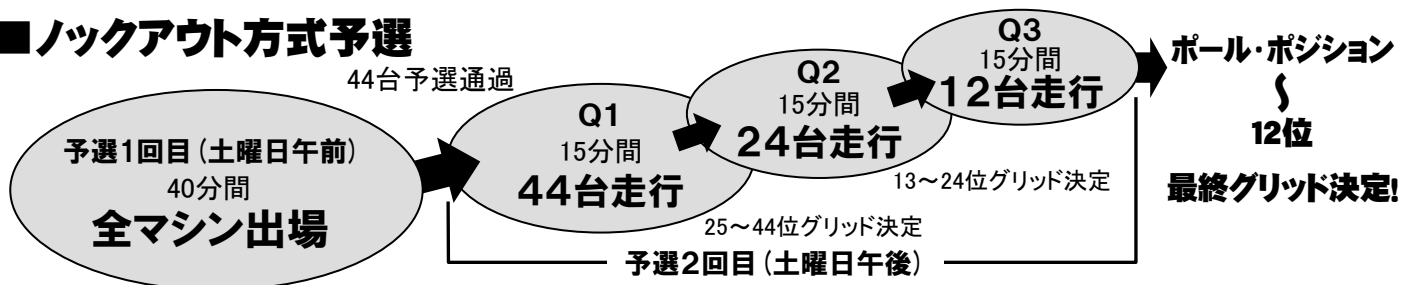 ■ノックアウト方式予選
44台予選通過
予選1回目(土曜日午前)
40分間
全マシン出場
Q1
15分間
44台走行
25～44位グリッド決定
Q2
15分間
24台走行
13～24位グリッド決定
Q3
15分間
12台走行
予選2回目(土曜日午後)
ポール・ポジション
～
12位
最終グリッド決定!